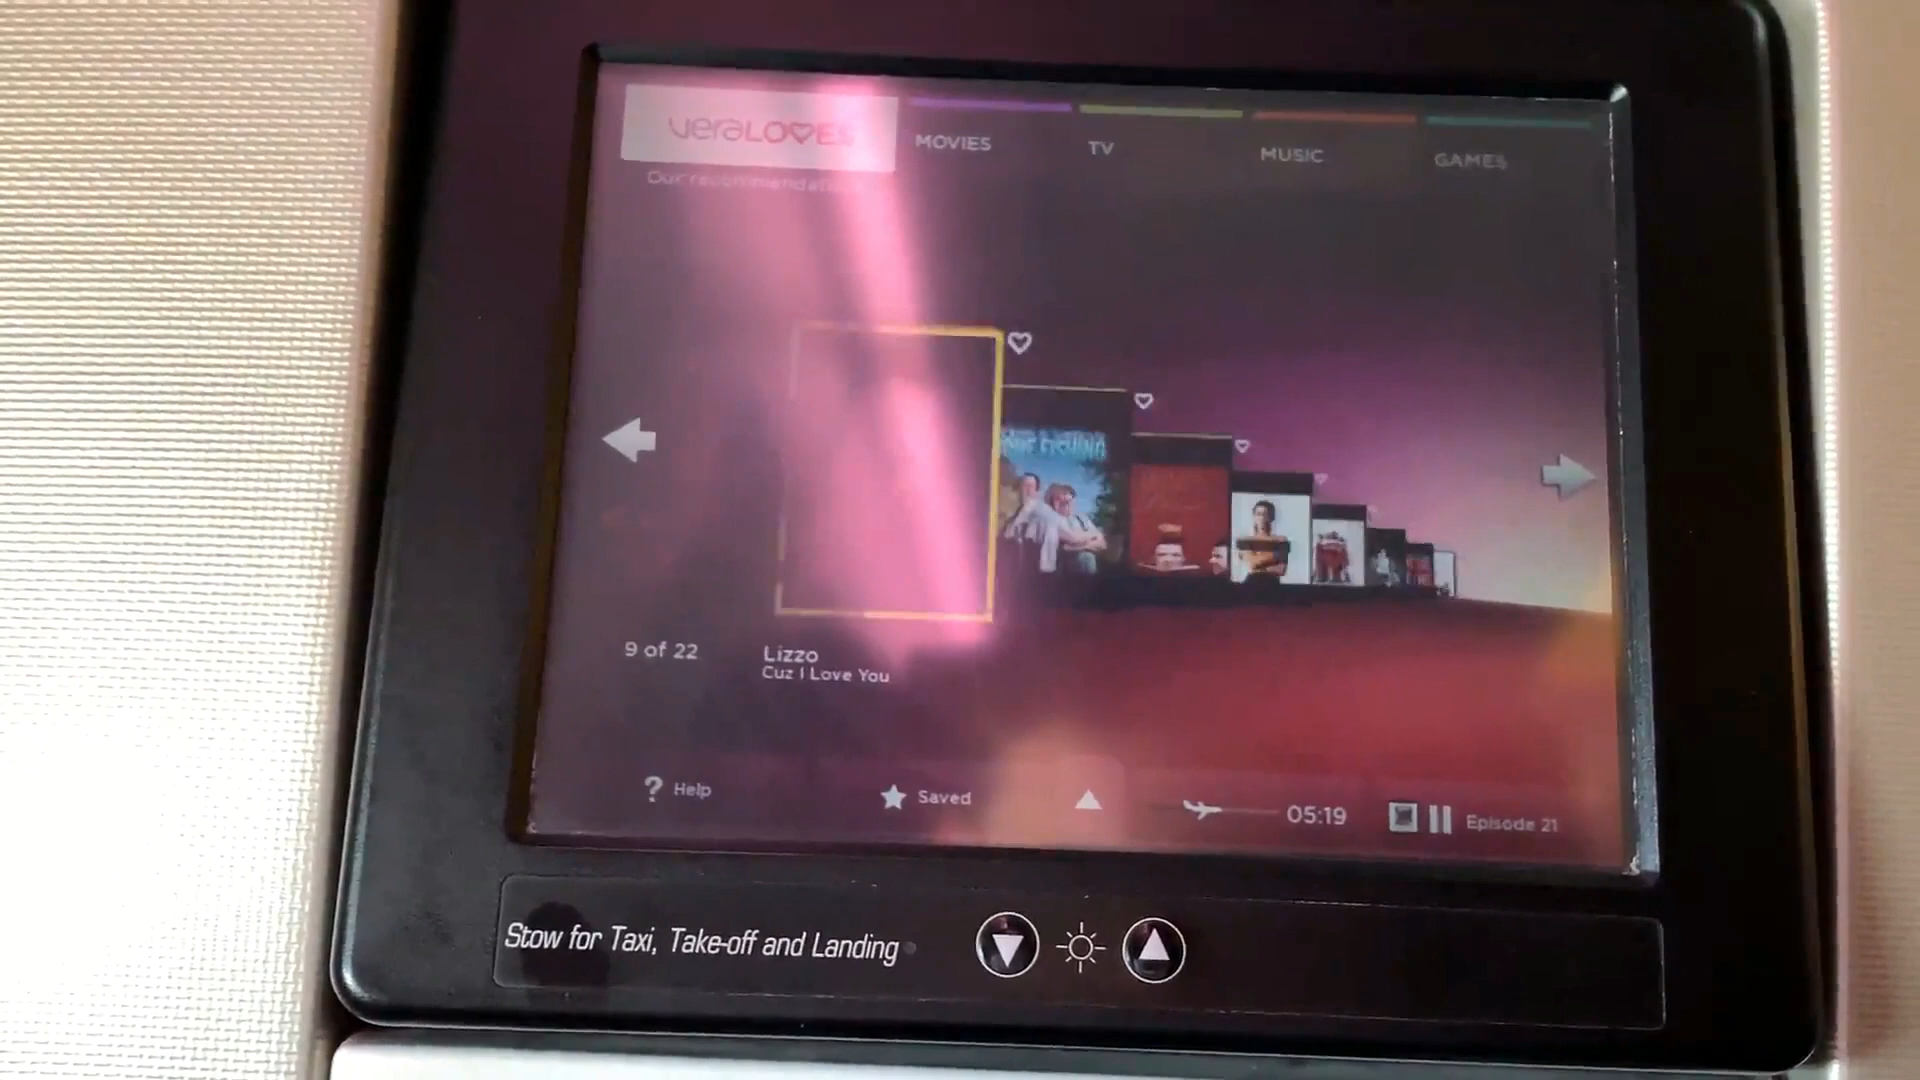 veraLOVES
MOVIES
TV
MUSIC
GAMES
Our recommendations
9 of 22
Lizzo
Cuz I Love You
? Help
Saved
05:19
Episode 21
Stow for Taxi, Take-off and Landing